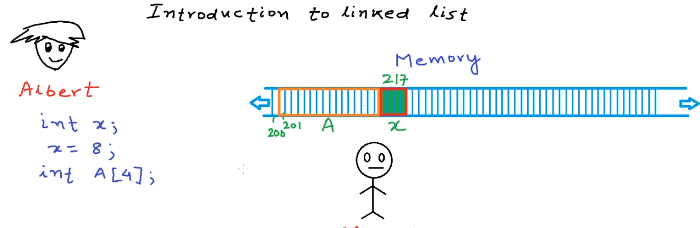 Introduction to linked list
Albert
int x;
x = 8;
int A[4];
Memory
217
200
201
A
x